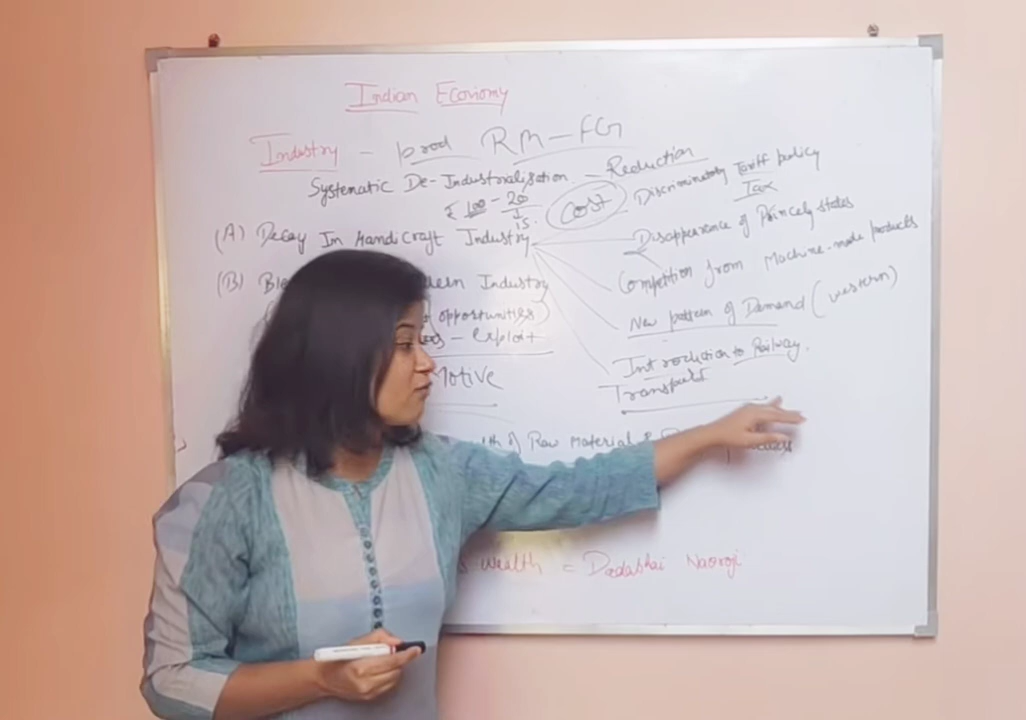 Indian Economy
Industry - prod RM - FG
Systematic De-Industrialisation - Reduction
₹ 100 - 20
Cost
Discriminatory Tariff policy
Tax
(A) Decay In Handicraft Industry
Disappearance of Princely states
Competition from Machine-made products
(B) Industry
New pattern of Demand (western)
opportunities)
- exploit
Introduction to Railway
Transport
Motive
of Raw Material &
Wealth = Dadabhai Naoroji